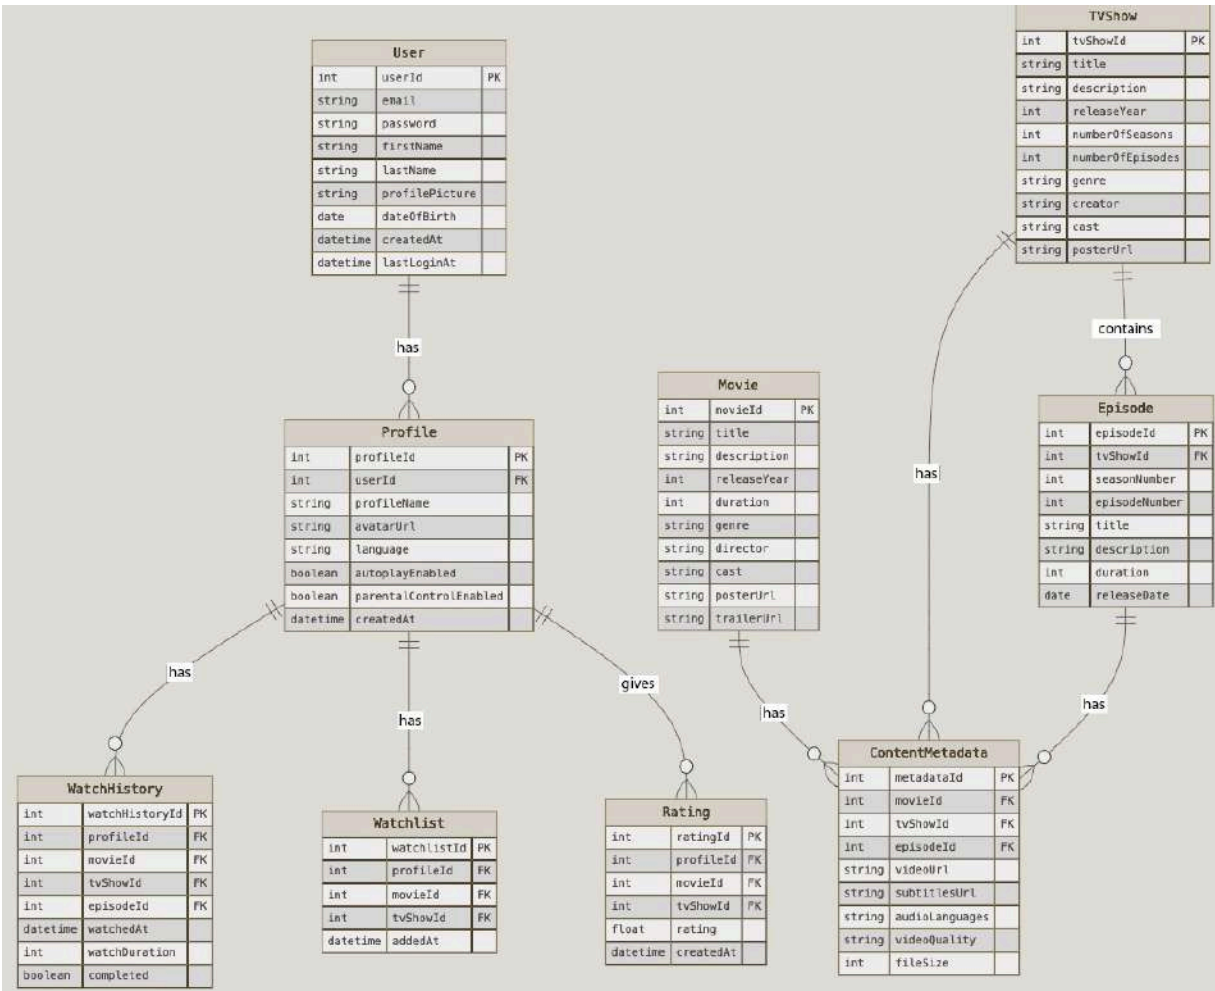 User
int userId PK
string email
string password
string firstName
string lastName
string profilePicture
date dateOfBirth
datetime createdAt
datetime lastLoginAt
has
Profile
int profileId PK
int userId FK
string profileName
string avatarUrl
string language
boolean autoplayEnabled
boolean parentalControlEnabled
datetime createdAt
has
has
gives
WatchHistory
int watchHistoryId PK
int profileId FK
int movieId FK
int tvShowId FK
int episodeId FK
datetime watchedAt
int watchDuration
boolean completed
Watchlist
int watchlistId PK
int profileId FK
int movieId FK
int tvShowId FK
datetime addedAt
Rating
int ratingId PK
int profileId FK
int movieId FK
int tvShowId FK
float rating
datetime createdAt
Movie
int movieId PK
string title
string description
int releaseYear
int duration
string genre
string director
string cast
string posterUrl
string trailerUrl
has
TVShow
int tvShowId PK
string title
string description
int releaseYear
int numberOfSeasons
int numberOfEpisodes
string genre
string creator
string cast
string posterUrl
has
contains
Episode
int episodeId PK
int tvShowId FK
int seasonNumber
int episodeNumber
string title
string description
int duration
date releaseDate
has
ContentMetadata
int metadataId PK
int movieId FK
int tvShowId FK
int episodeId FK
string videoUrl
string subtitlesUrl
string audioLanguages
string videoQuality
int fileSize